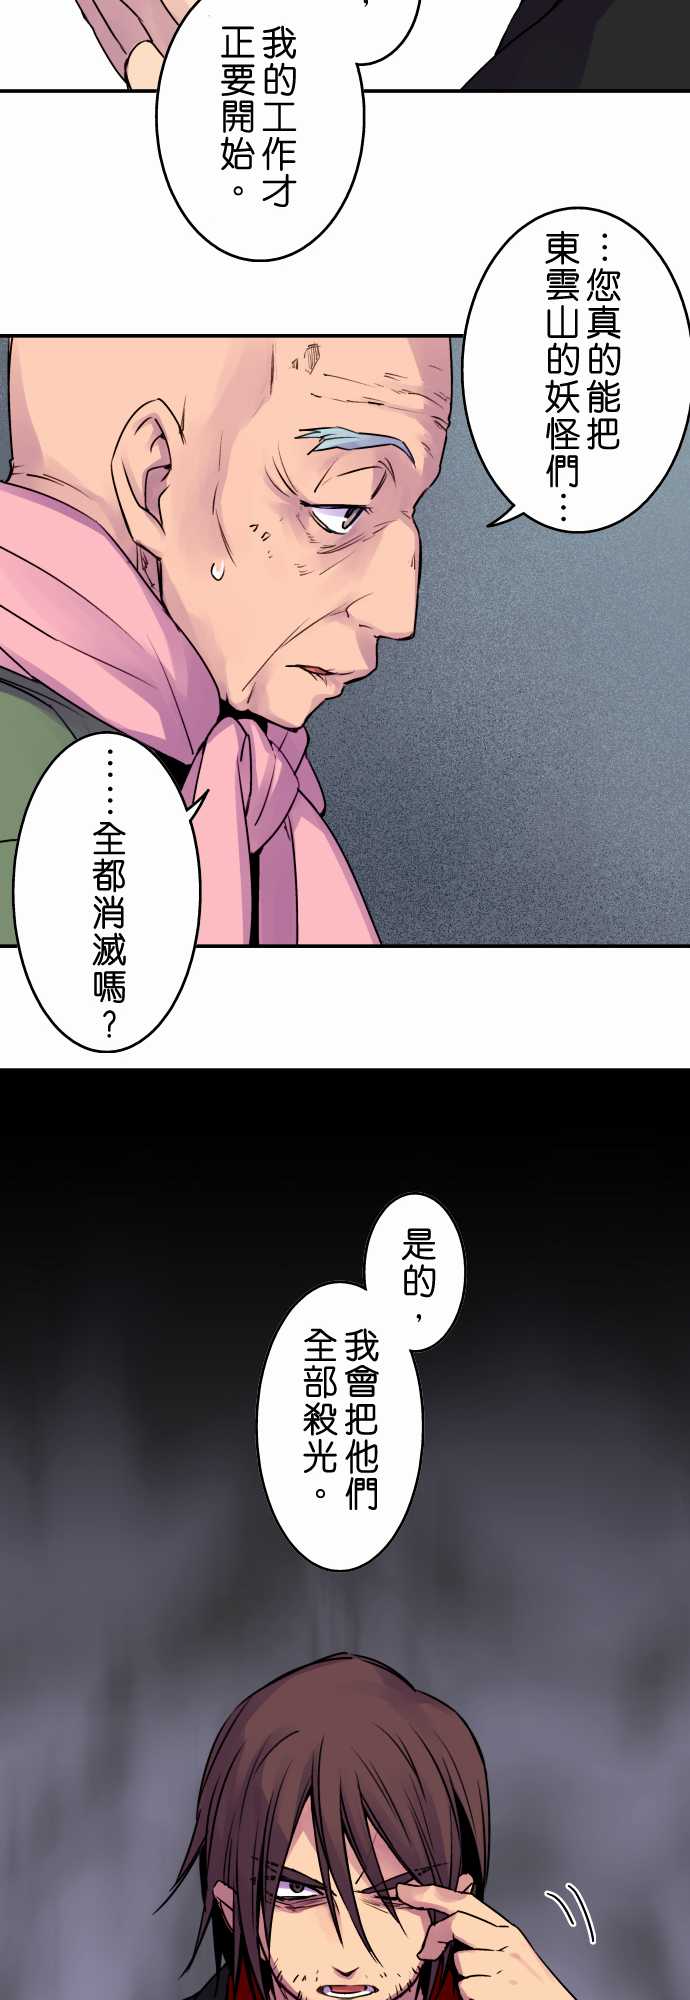 ，
我的工作才
正要開始。
…您真的能把
東雲山的妖怪們…
……全都消滅嗎？
是的，
我會把他們
全部殺光。